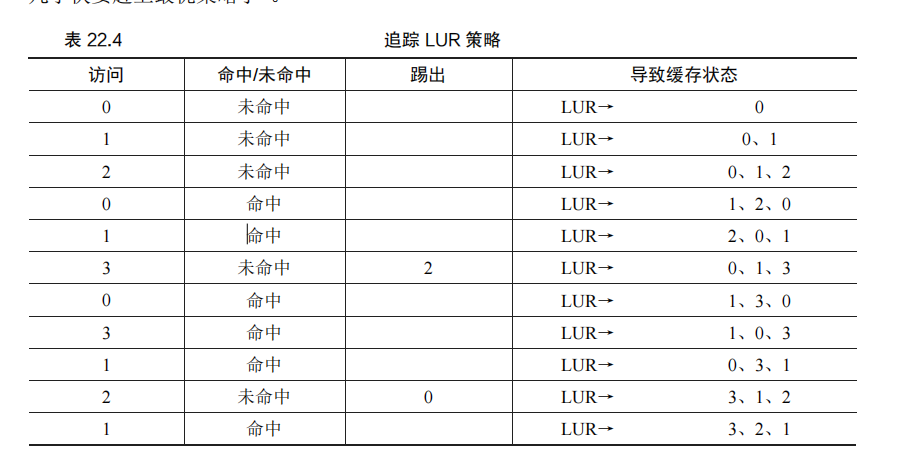 表 22.4 追踪 LUR 策略
访问 命中/未命中 踢出 导致缓存状态
0 未命中 LUR→ 0
1 未命中 LUR→ 0、1
2 未命中 LUR→ 0、1、2
0 命中 LUR→ 1、2、0
1 命中 LUR→ 2、0、1
3 未命中 2 LUR→ 0、1、3
0 命中 LUR→ 1、3、0
3 命中 LUR→ 1、0、3
1 命中 LUR→ 0、3、1
2 未命中 0 LUR→ 3、1、2
1 命中 LUR→ 3、2、1